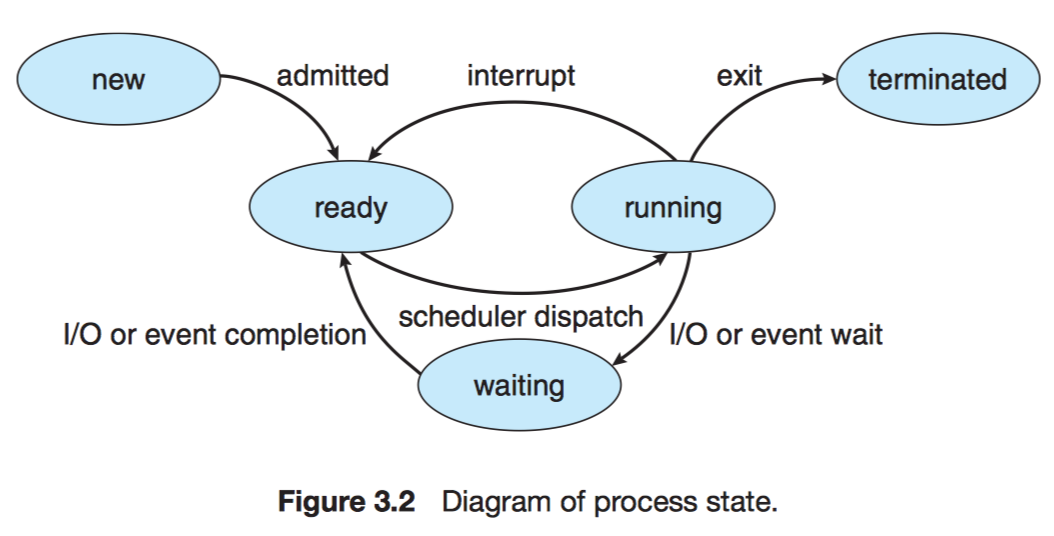 new
admitted
interrupt
exit
terminated
ready
running
scheduler dispatch
I/O or event completion
I/O or event wait
waiting
Figure 3.2 Diagram of process state.